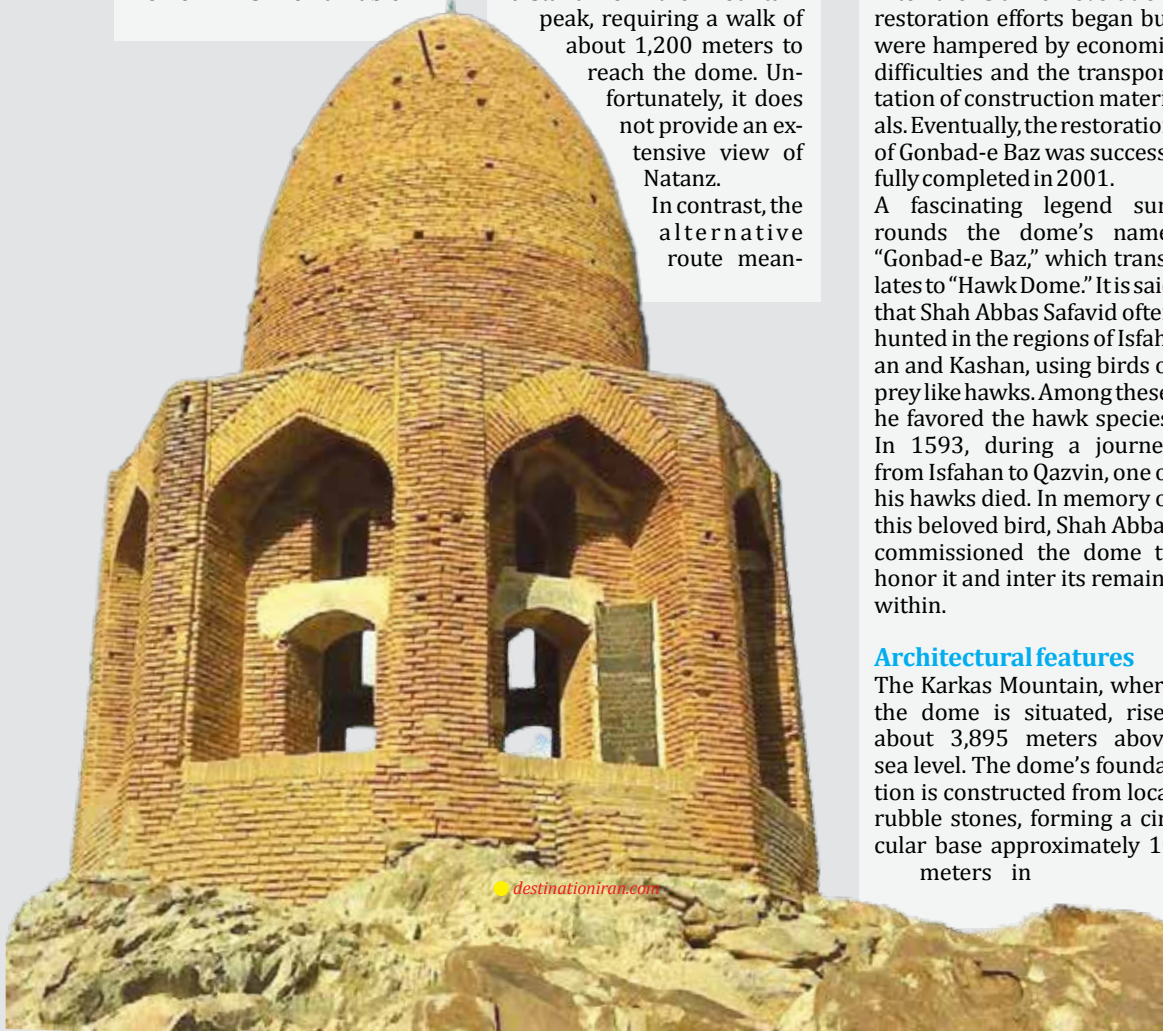 peak, requiring a walk of
about 1,200 meters to
reach the dome. Un-
fortunately, it does
not provide an ex-
tensive view of
Natanz.
In contrast, the
alternative
route mean-
restoration efforts began
were hampered by
difficulties and the
tation of construction
als. Eventually, the
of Gonbad-e Baz was
fully completed in 2001.
A fascinating legend
rounds the dome's name
“Gonbad-e Baz,” which
lates to “Hawk Dome.” It is
that Shah Abbas Safavid
hunted in the regions of
an and Kashan, using birds
prey like hawks. Among these
he favored the hawk species
In 1593, during a
from Isfahan to Qazvin, one
his hawks died. In memory
this beloved bird, Shah
commissioned the dome
honor it and inter its
within.
Architectural features
The Karkas Mountain,
the dome is situated,
about 3,895 meters
sea level. The dome's
tion is constructed from
rubble stones, forming a
cular base approximately
meters in
destinationiran.com